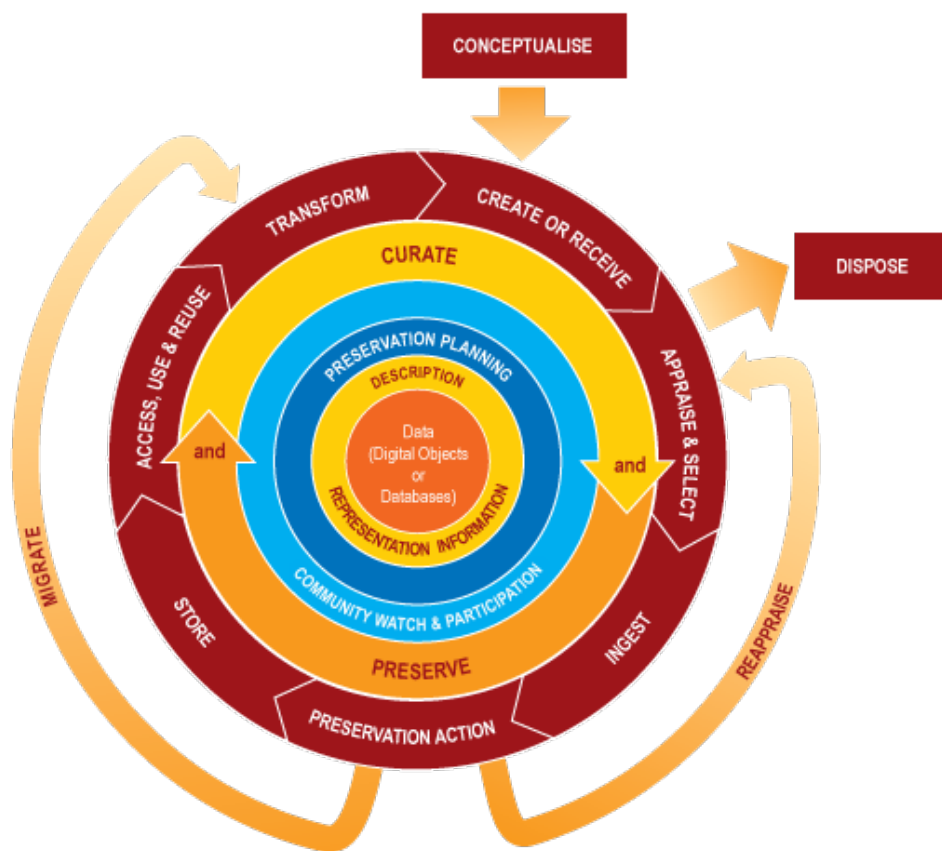 CONCEPTUALISE
TRANSFORM
CREATE OR RECEIVE
DISPOSE
CURATE
ACCESS, USE & REUSE
PRESERVATION PLANNING
APPRAISE & SELECT
DESCRIPTION
Data
(Digital Objects
or
Databases)
and
and
REPRESENTATION INFORMATION
MIGRATE
STORE
COMMUNITY WATCH & PARTICIPATION
INGEST
REAPPRAISE
PRESERVE
PRESERVATION ACTION